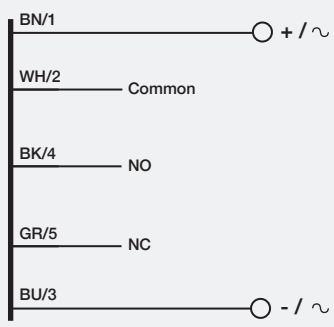 BN/1
+ / ∿
WH/2
Common
BK/4
NO
GR/5
NC
BU/3
- / ∿